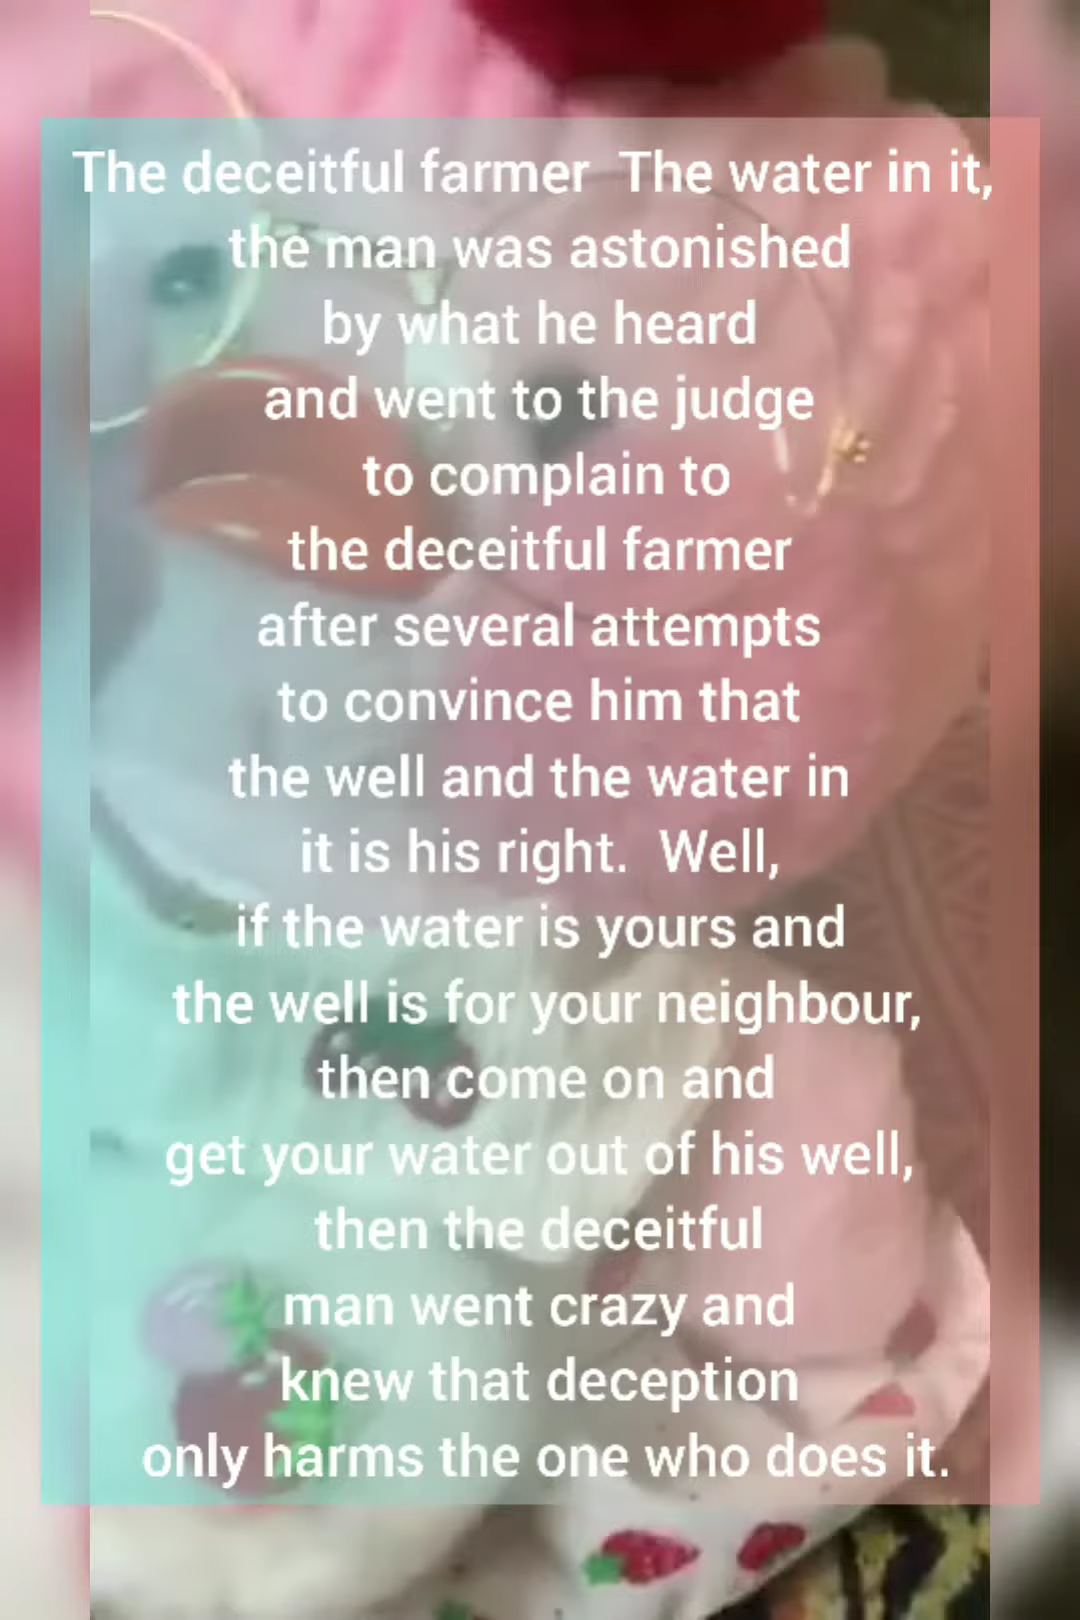 The deceitful farmer  The water in it,
the man was astonished
by what he heard
and went to the judge
to complain to
the deceitful farmer
after several attempts
to convince him that
the well and the water in
it is his right.  Well,
if the water is yours and
the well is for your neighbour,
then come on and
get your water out of his well,
then the deceitful
man went crazy and
knew that deception
only harms the one who does it.